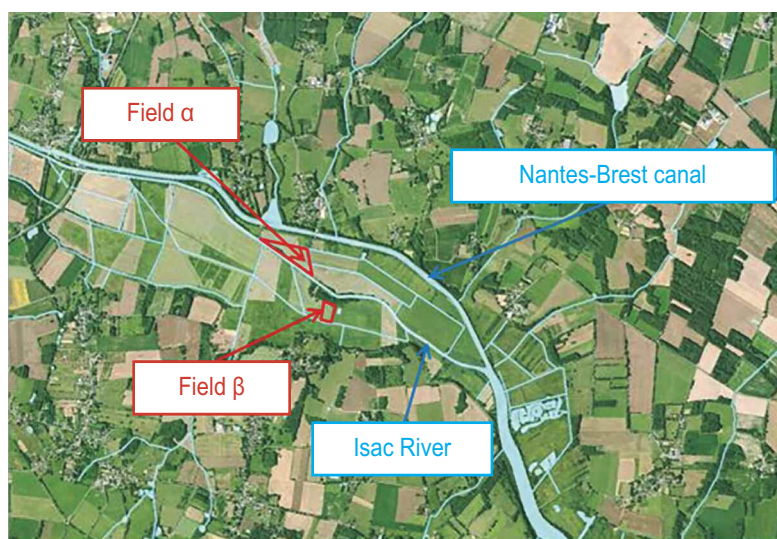 Field α
Nantes-Brest canal
Field β
Isac River